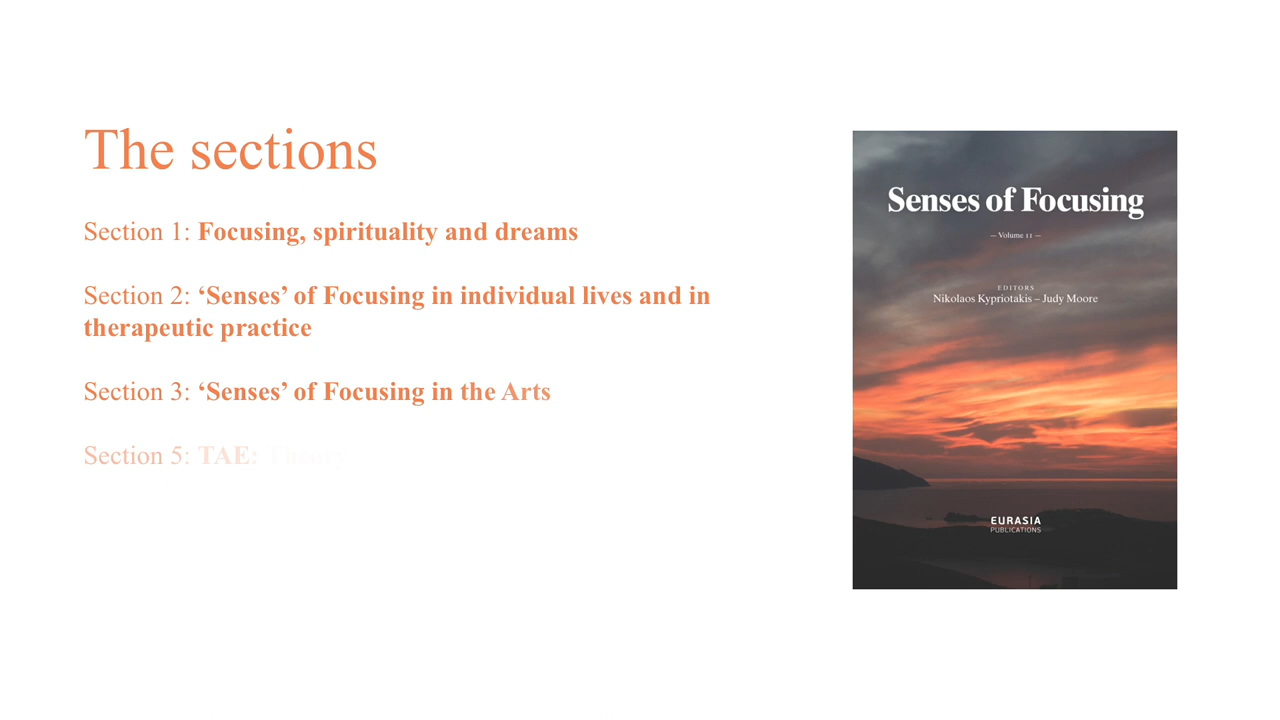 The sections
Section 1: Focusing, spirituality and dreams
Section 2: ‘Senses’ of Focusing in individual lives and in
therapeutic practice
Section 3: ‘Senses’ of Focusing in the Arts
Section 5: TAE: Theory
Senses of Focusing
— Volume II —
EDITORS
Nikolaos Kypriotakis – Judy Moore
EURASIA
PUBLICATIONS